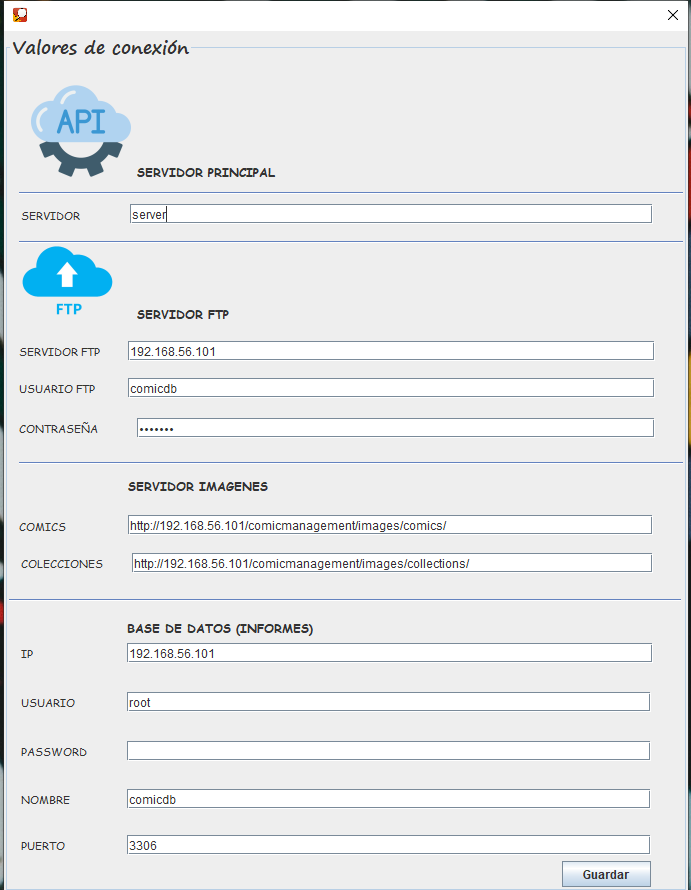 Valores de conexión
API
SERVIDOR PRINCIPAL
SERVIDOR server
FTP
SERVIDOR FTP
SERVIDOR FTP 192.168.56.101
USUARIO FTP comicdb
CONTRASEÑA •••••••
SERVIDOR IMAGENES
COMICS http://192.168.56.101/comicmanagement/images/comics/
COLECCIONES http://192.168.56.101/comicmanagement/images/collections/
BASE DE DATOS (INFORMES)
IP 192.168.56.101
USUARIO root
PASSWORD
NOMBRE comicdb
PUERTO 3306
Guardar